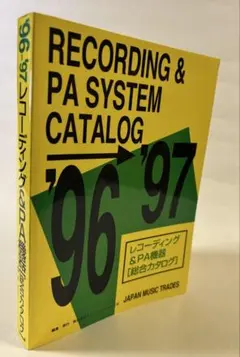 RECORDING &
PA SYSTEM
CATALOG
'96 '97
レコーディング
&PA機器
[総合カタログ]
JAPAN MUSIC TRADES
'96 '97 レコーディング&PA機器